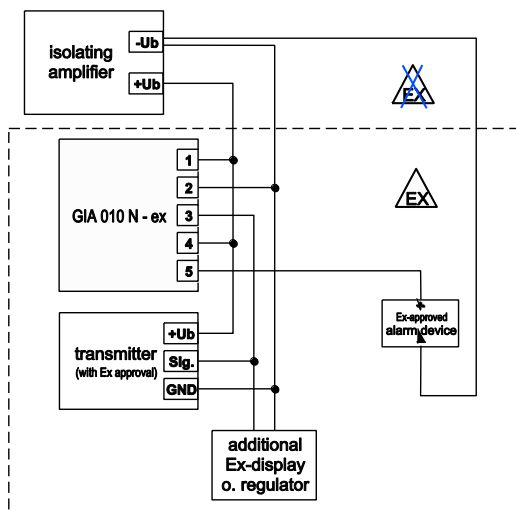 isolating
amplifier
-Ub
+Ub
EX
GIA 010 N - ex
1
2
3
4
5
EX
Ex-approved
alarm device
+
transmitter
(with Ex approval)
+Ub
Sig.
GND
additional
Ex-display
o. regulator